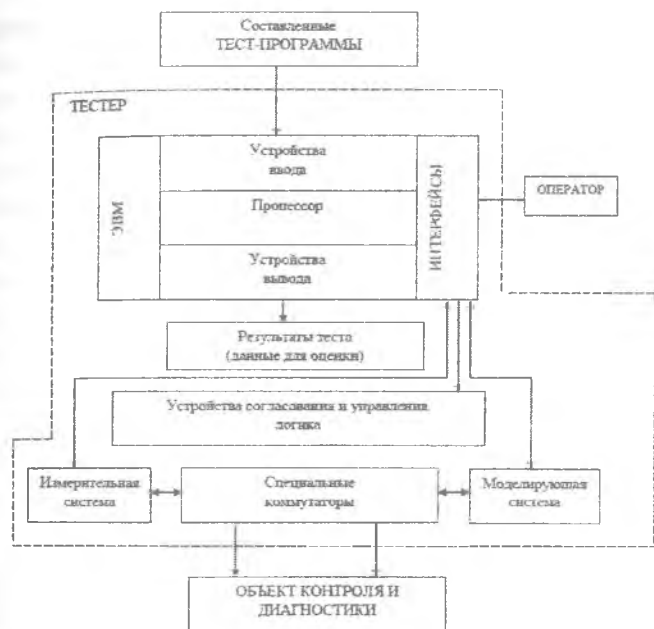 Составленные
ТЕСТ-ПРОГРАММЫ
ТЕСТЕР
ЭВМ
Устройства
ввода
Процессор
Устройства
вывода
ИНТЕРФЕЙСЫ
ОПЕРАТОР
Результаты теста
(данные для оценки)
Устройства согласавания и управления
логика
Измерительная
система
Специальные
коммутаторы
Моделирующая
система
ОБЪЕКТ КОНТРОЛЯ И
ДИАГНОСТИКИ